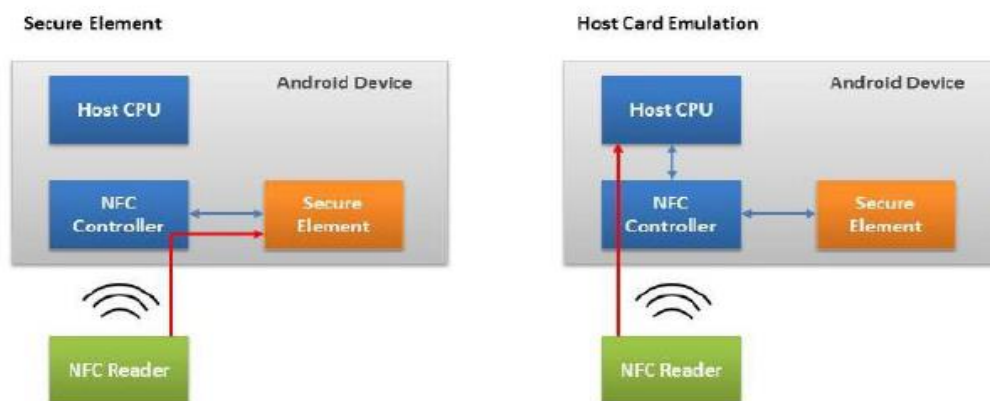 Secure Element
Android Device
Host CPU
NFC
Controller
Secure
Element
NFC Reader
Host Card Emulation
Android Device
Host CPU
NFC
Controller
Secure
Element
NFC Reader